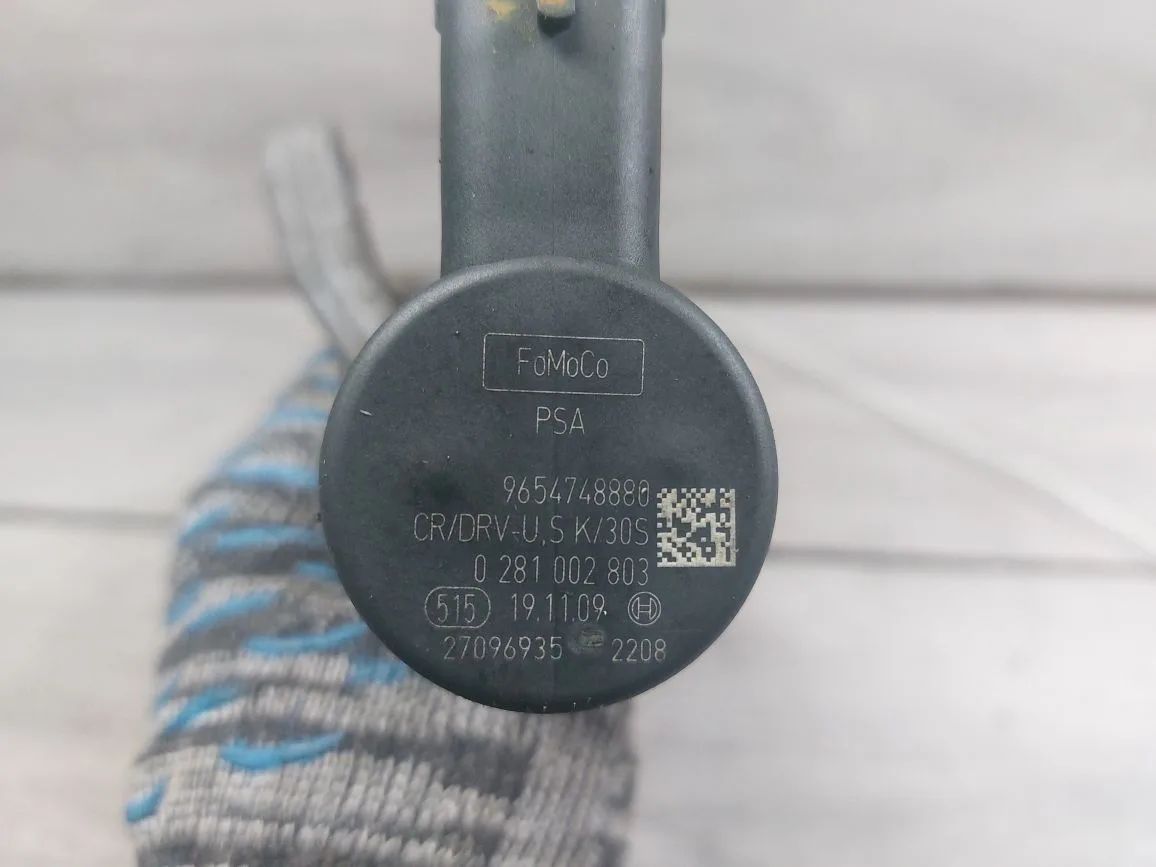 FoMoCo
PSA
9654748880
CR/DRV-U,S K/30S
0 281 002 803
515 19.11.09
27096935 2208